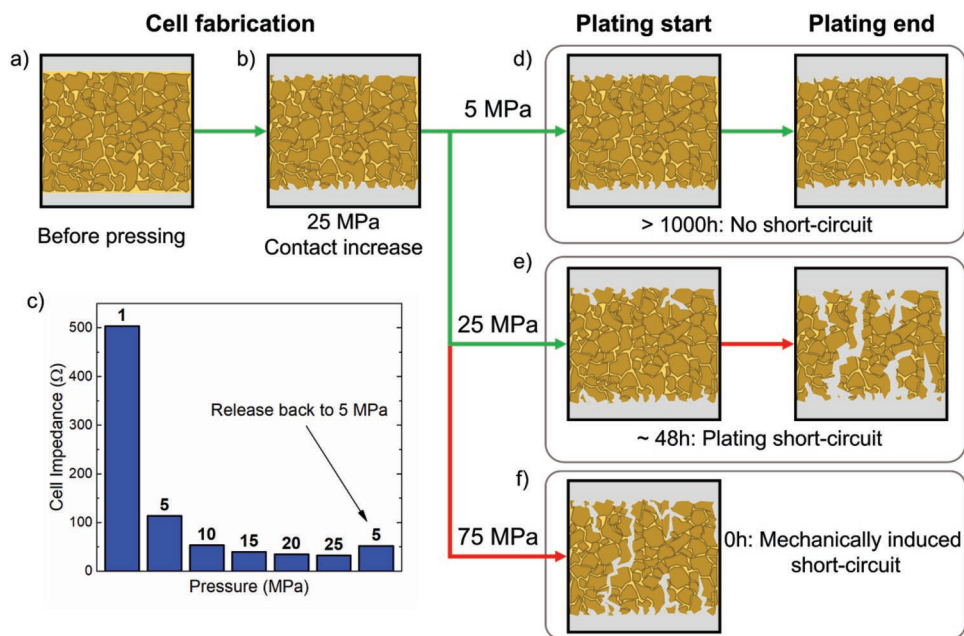 Cell fabrication
Plating start
Plating end
a)
b)
Before pressing
25 MPa
Contact increase
c)
Cell Impedance (Ω)
500
400
300
200
100
0
1
5
10
15
20
25
5
Release back to 5 MPa
Pressure (MPa)
5 MPa
d)
> 1000h: No short-circuit
25 MPa
e)
~ 48h: Plating short-circuit
75 MPa
f)
0h: Mechanically induced
short-circuit